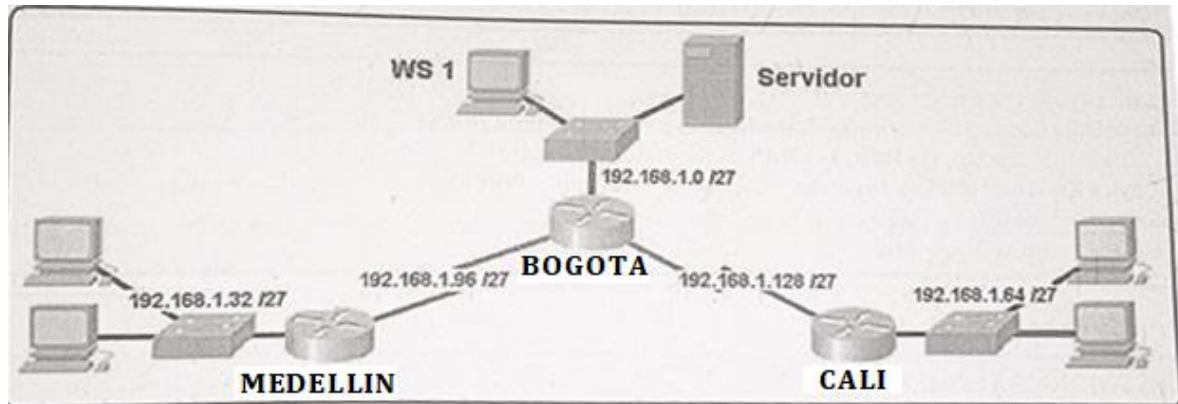 WS 1
Servidor
192.168.1.0 /27
BOGOTA
192.168.1.96 /27
192.168.1.128 /27
192.168.1.32 /27
192.168.1.64 /27
MEDELLIN
CALI